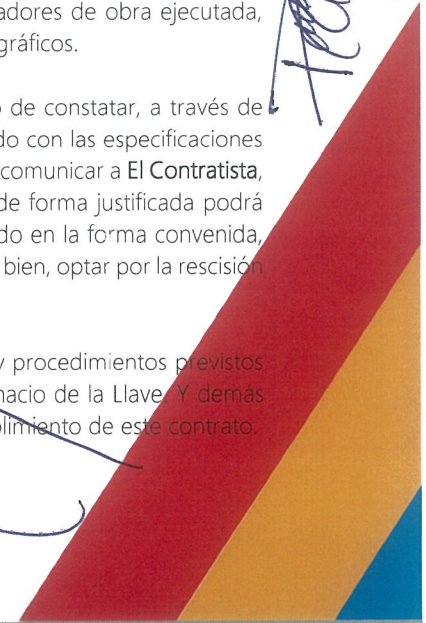 adores de obra ejecutada,
gráficos.
o de constatar, a través de
do con las especificaciones
comunicar a El Contratista,
de forma justificada podrá
do en la forma convenida,
bien, optar por la rescisión
y procedimientos previstos
nacio de la Llave. Y demás
plimiento de este contrato.